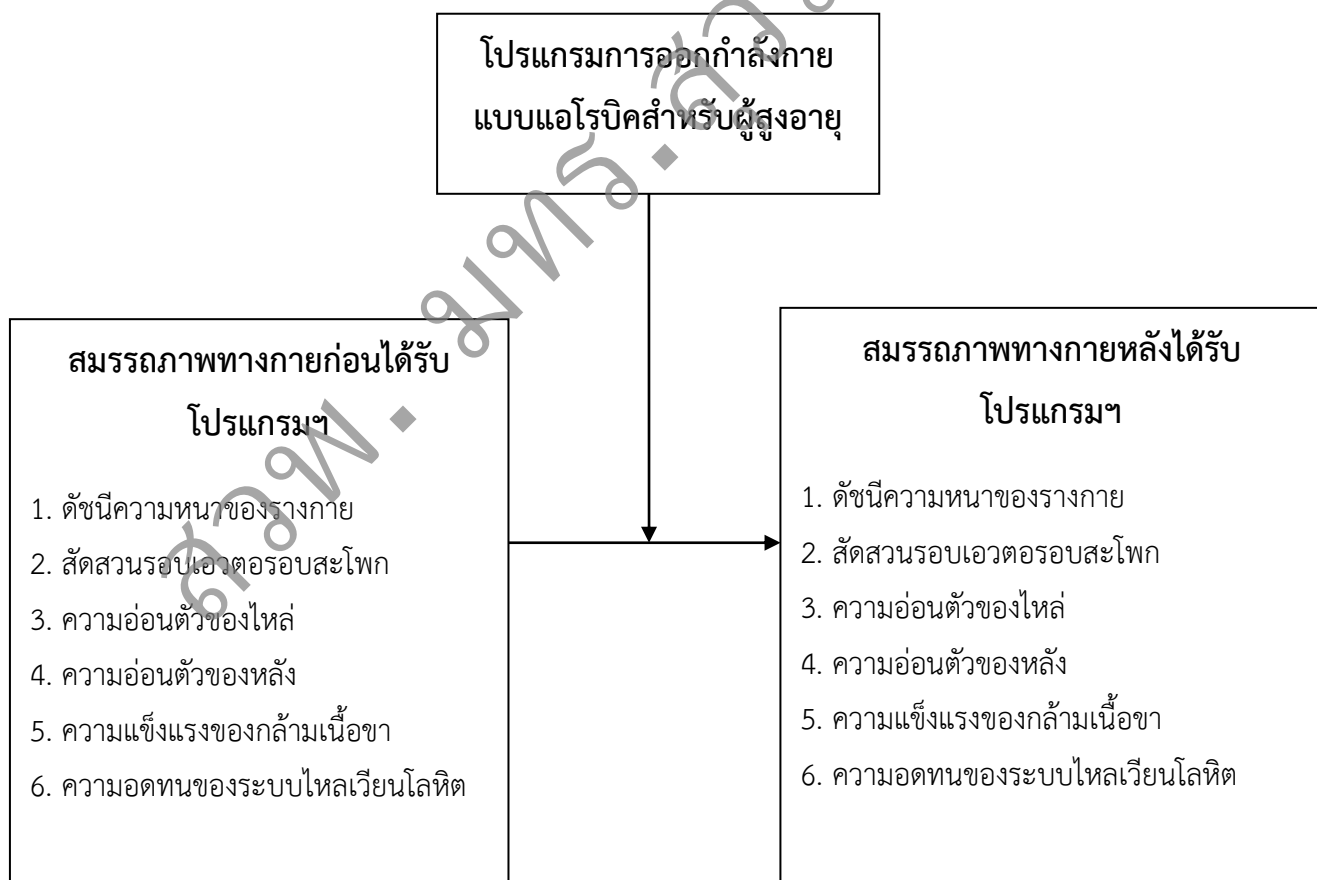 โปรแกรมการออกกำลังกาย
แบบแอโรบิคสำหรับผู้สูงอายุ
สมรรถภาพทางกายก่อนได้รับ
โปรแกรมฯ
1. ดัชนีความหนาของรางกาย
2. สัดสวนรอบเอวตอรอบสะโพก
3. ความอ่อนตัวของไหล่
4. ความอ่อนตัวของหลัง
5. ความแข็งแรงของกล้ามเนื้อขา
6. ความอดทนของระบบไหลเวียนโลหิต
สมรรถภาพทางกายหลังได้รับ
โปรแกรมฯ
1. ดัชนีความหนาของรางกาย
2. สัดสวนรอบเอวตอรอบสะโพก
3. ความอ่อนตัวของไหล่
4. ความอ่อนตัวของหลัง
5. ความแข็งแรงของกล้ามเนื้อขา
6. ความอดทนของระบบไหลเวียนโลหิต
สวพ. มทร.สุว